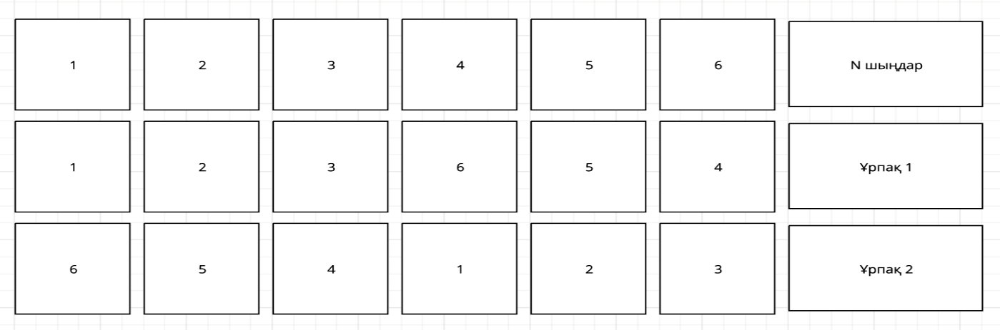 1 2 3 4 5 6 N шыңдар
1 2 3 6 5 4 Ұрпақ 1
6 5 4 1 2 3 Ұрпақ 2